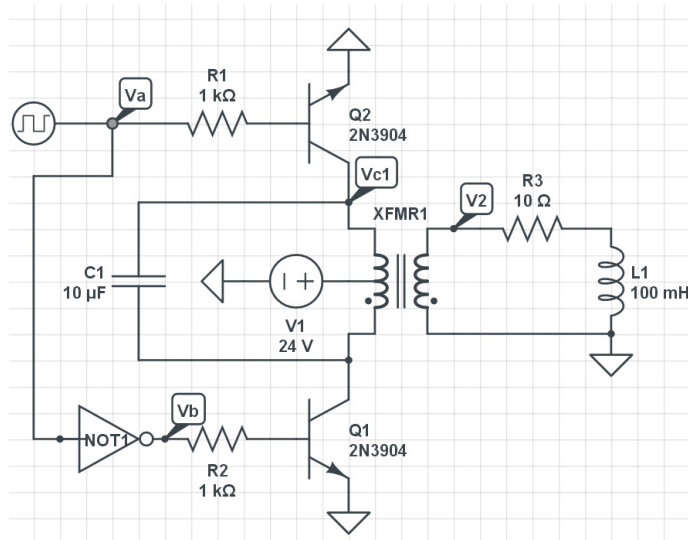 R1
1 kΩ
Va
Q2
2N3904
Vc1
R3
10 Ω
XFMR1
V2
C1
10 µF
L1
100 mH
V1
24 V
Vb
NOT1
Q1
2N3904
R2
1 kΩ